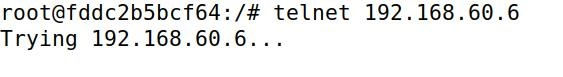 root@fddc2b5bcf64:/# telnet 192.168.60.6
Trying 192.168.60.6...